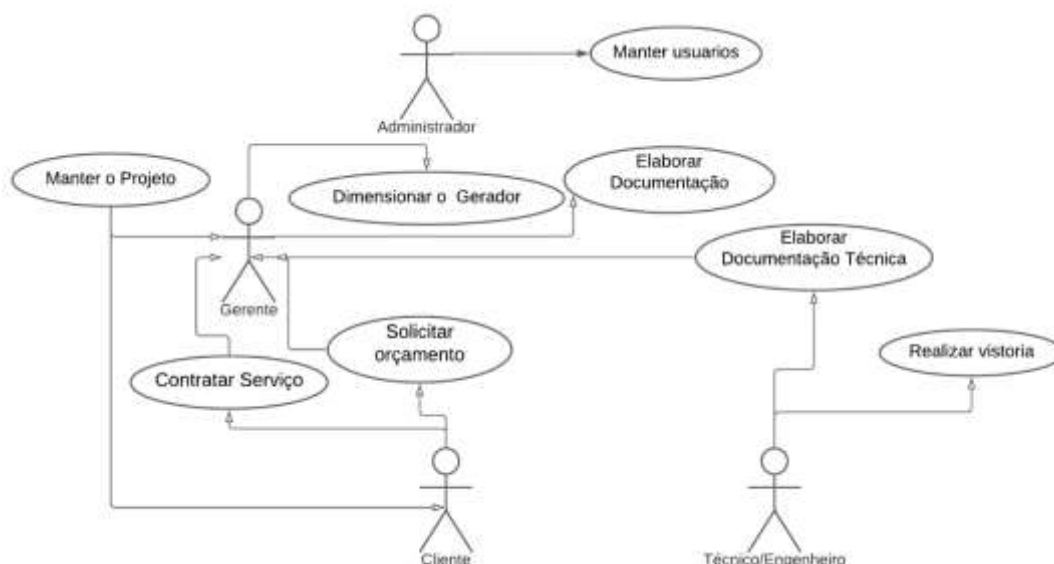 Manter usuarios
Administrador
Manter o Projeto
Dimensionar o Gerador
Elaborar
Documentação
Elaborar
Documentação Técnica
Gerente
Solicitar
orçamento
Realizar vistoria
Contratar Serviço
Cliente
Técnico/Engenheiro